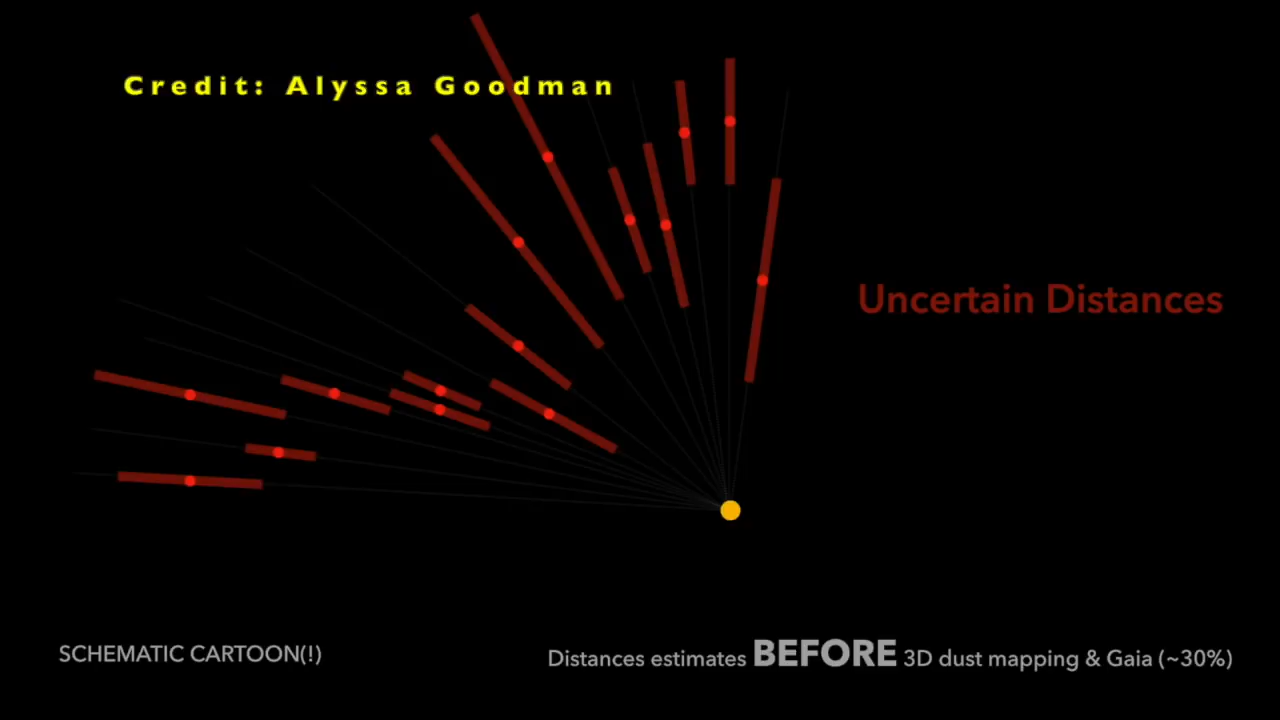 Credit: Alyssa Goodman
Uncertain Distances
SCHEMATIC CARTOON(!)
Distances estimates BEFORE 3D dust mapping & Gaia (~30%)